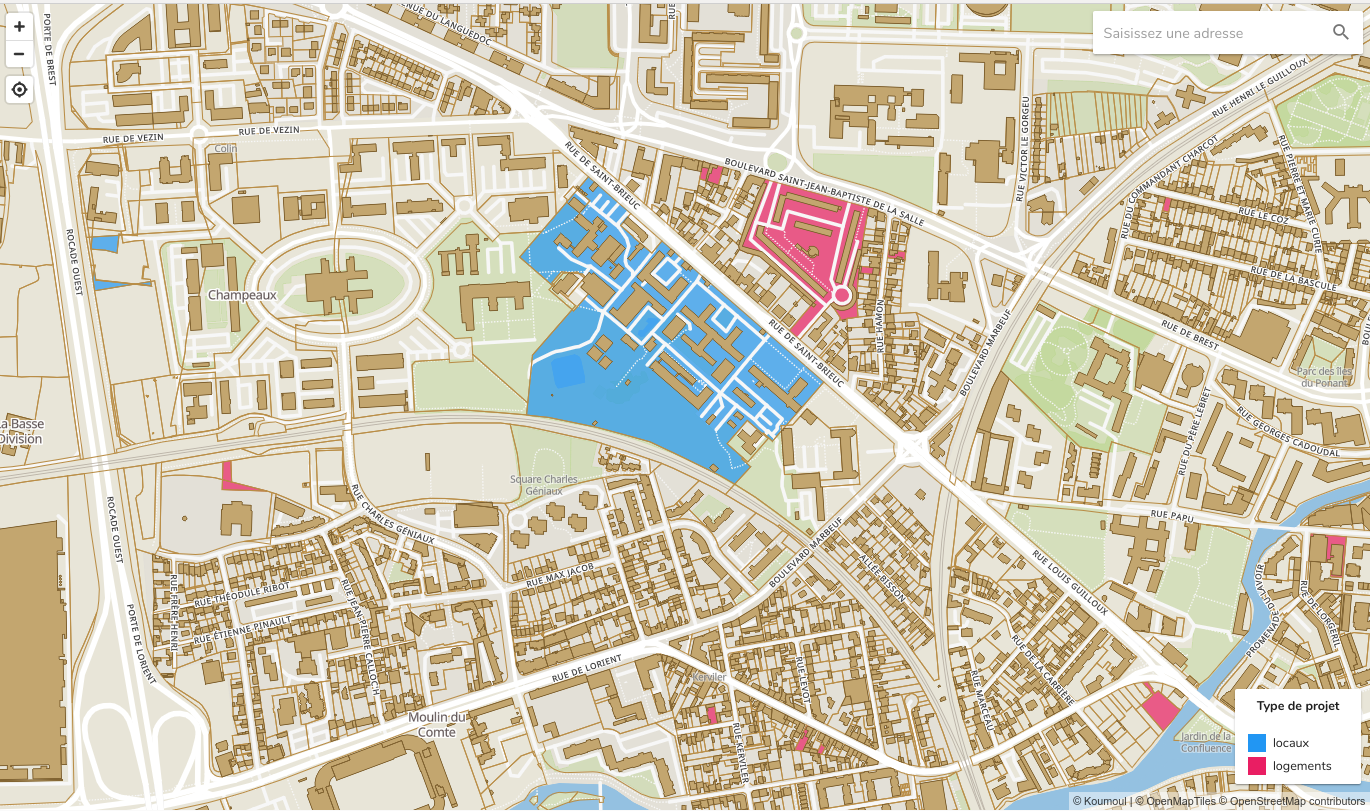 +
−
Saisissez une adresse
PORTE DE BREST
ENUE DU LANGUEDOC
RUE
RUE HENRI LE GUILLOUX
RUE DE VEZIN
RUE DE VEZIN
Colin
RUE DE SAINT-BRIEUC
BOULEVARD SAINT-JEAN-BAPTISTE DE LA SALLE
RUE VICTOR LE GORGEU
RUE DU COMMANDANT CHARCOT
RUE PIERRE ET MARIE CURIE
RUE LE COZ
RUE DE LA BASCULE
ROCADE OUEST
Champeaux
RUE HAMON
RUE DE SAINT-BRIEUC
BOULEVARD MARBEUF
RUE DE BREST
Parc des Îles
du Ponant
RUE DU PÈRE LEBRET
RUE GEORGES CADOUDAL
a Basse
Division
Square Charles
Géniaux
ROCADE OUEST
RUE CHARLES GÉNIAUX
RUE PAPU
BOULEVARD MARBEUF
ALLÉE BISSON
RUE LOUIS GUILLOUX
RUE MAX JACOB
RUE FRÈRE HENRI
RUE THÉODULE RIBOT
RUE ÉTIENNE PINAULT
RUE JEAN-PIERRE CALLOC'H
PROMENADE DE SAVOIE
RUE DE LORGERIL
PORTE DE LORIENT
RUE DE LORIENT
Kerviler
RUE LEVOT
RUE DE LA CARRIÈRE
RUE MARCEAU
RUE KERVILER
Moulin du
Comte
Jardin de la
Confluence
Type de projet
locaux
logements
© Koumoul | © OpenMapTiles © OpenStreetMap contributors